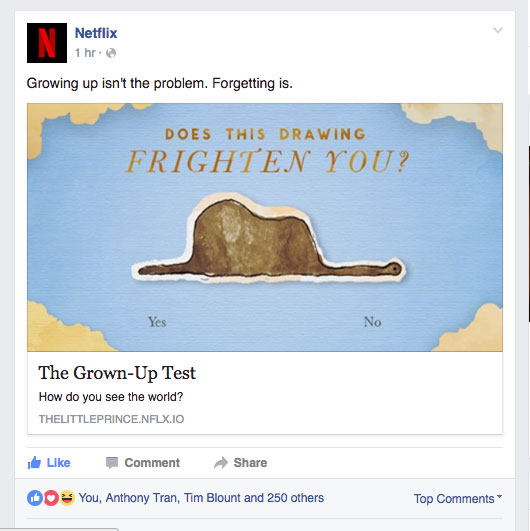 N
Netflix
1 hr ·
Growing up isn't the problem. Forgetting is.
DOES THIS DRAWING
FRIGHTEN YOU?
Yes No
The Grown-Up Test
How do you see the world?
THELITTLEPRINCE.NFLX.IO
Like Comment Share
You, Anthony Tran, Tim Blount and 250 others Top Comments